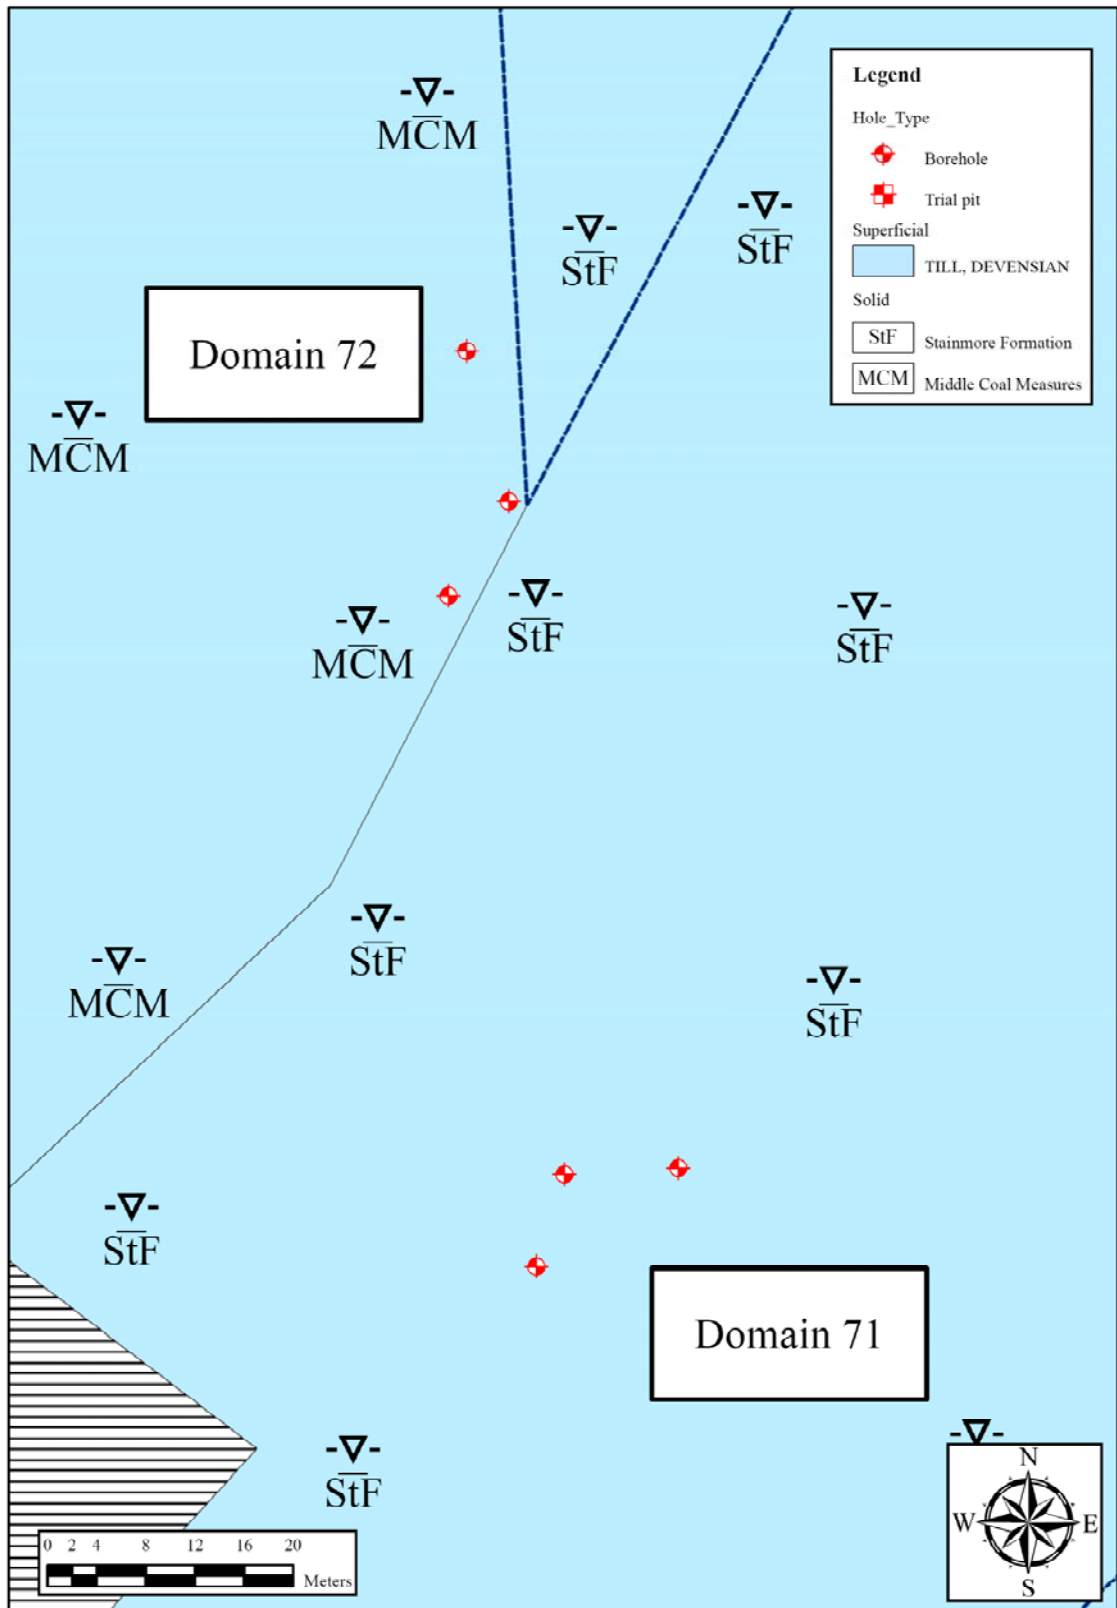 MCM
StF
StF
Legend
Hole_Type
Borehole
Trial pit
Superficial
TILL, DEVENSIAN
Solid
StF Stainmore Formation
MCM Middle Coal Measures
Domain 72
MCM
StF
MCM
StF
StF
MCM
StF
StF
Domain 71
StF
N
W E
S
0 2 4 8 12 16 20
Meters